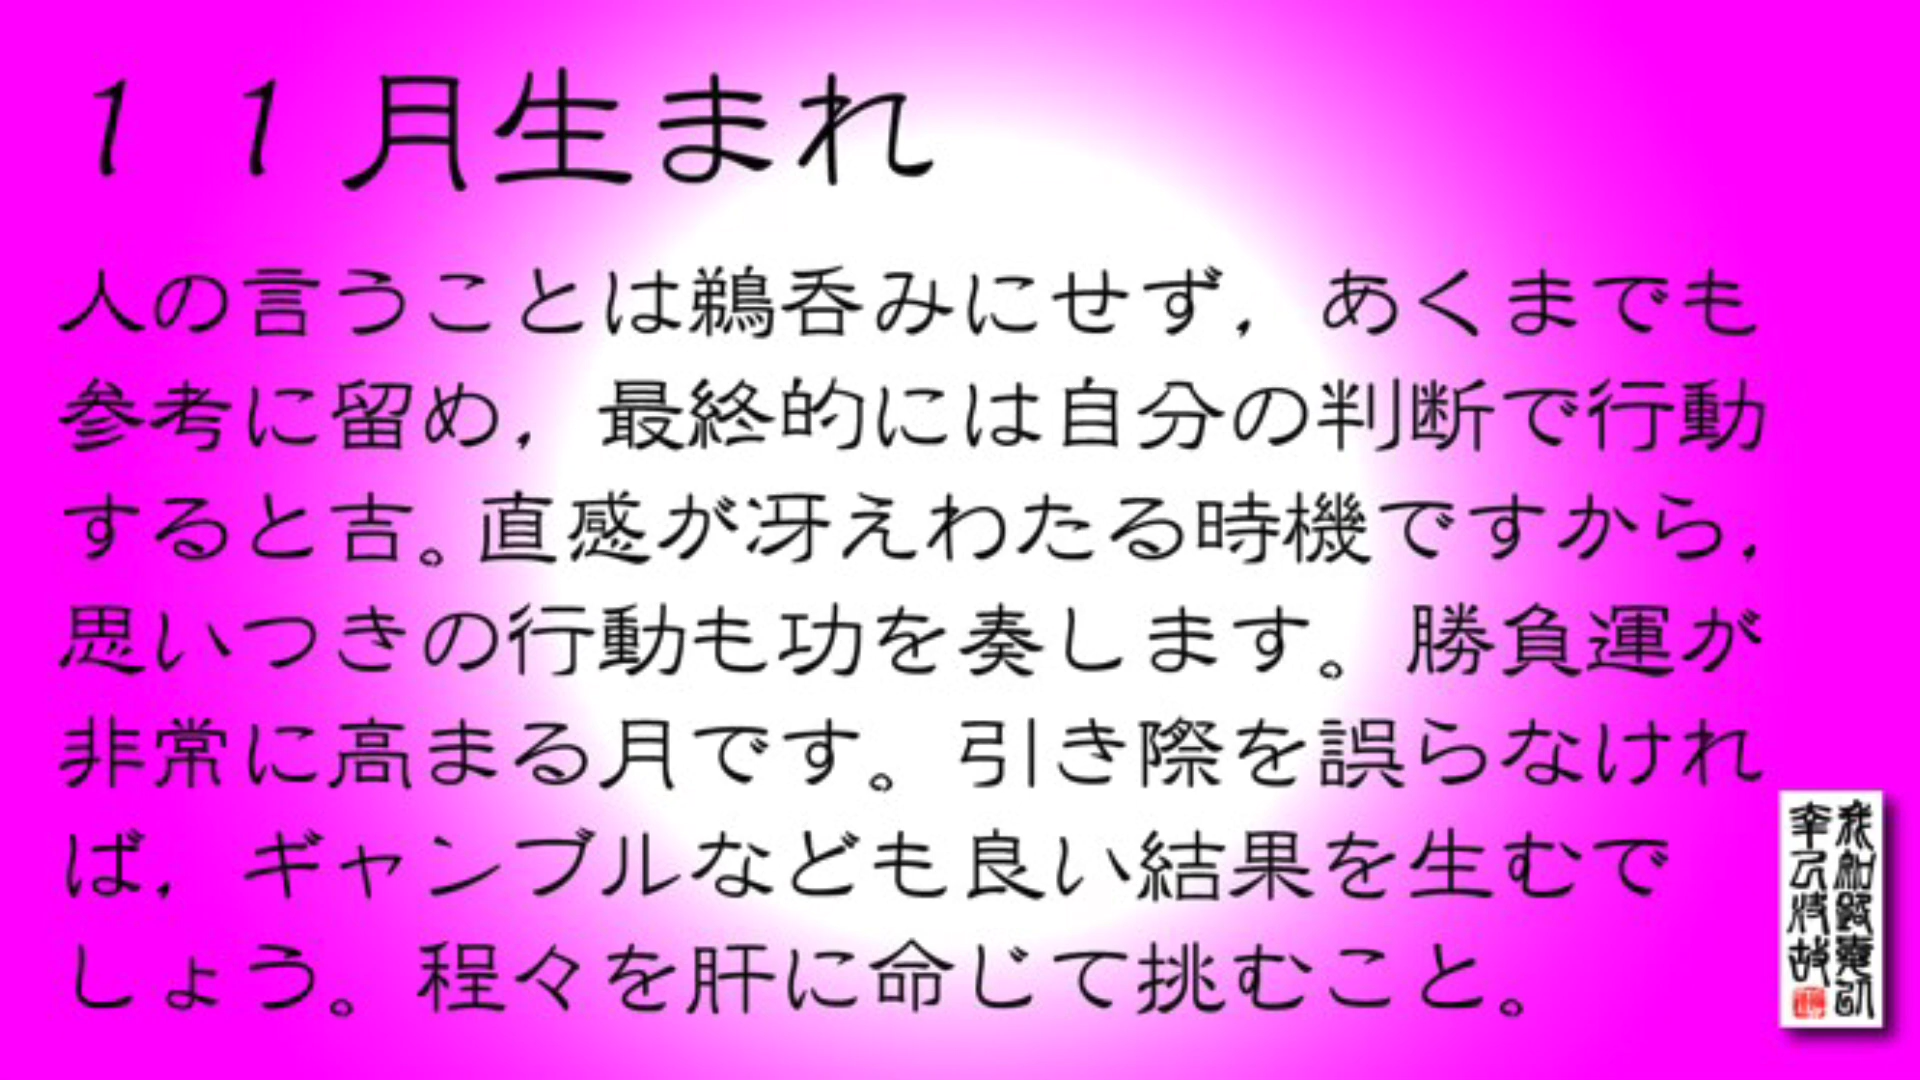 11月生まれ
人の言うことは鵜呑みにせず，あくまでも
参考に留め，最終的には自分の判断で行動
すると吉。直感が冴えわたる時機ですから，
思いつきの行動も功を奏します。勝負運が
非常に高まる月です。引き際を誤らなけれ
ば，ギャンブルなども良い結果を生むで
しょう。程々を肝に命じて挑むこと。